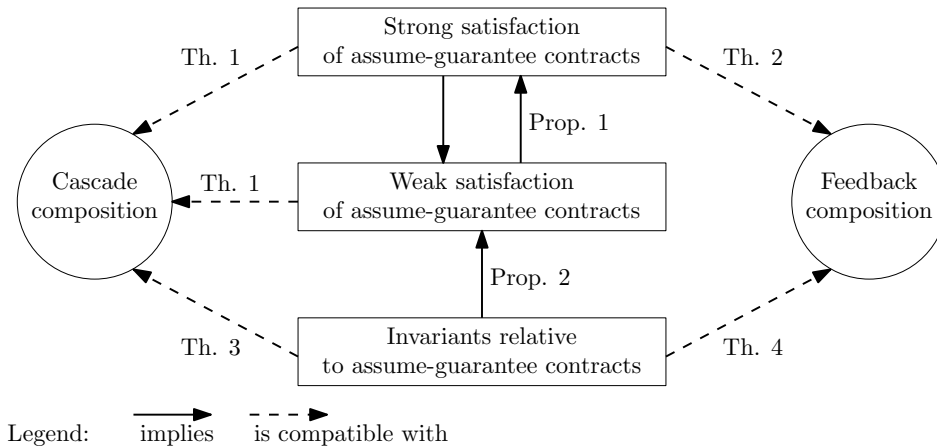 Strong satisfaction
of assume-guarantee contracts
Th. 1
Th. 2
Prop. 1
Cascade
composition
Th. 1
Weak satisfaction
of assume-guarantee contracts
Feedback
composition
Prop. 2
Th. 3
Invariants relative
to assume-guarantee contracts
Th. 4
Legend:
implies
is compatible with